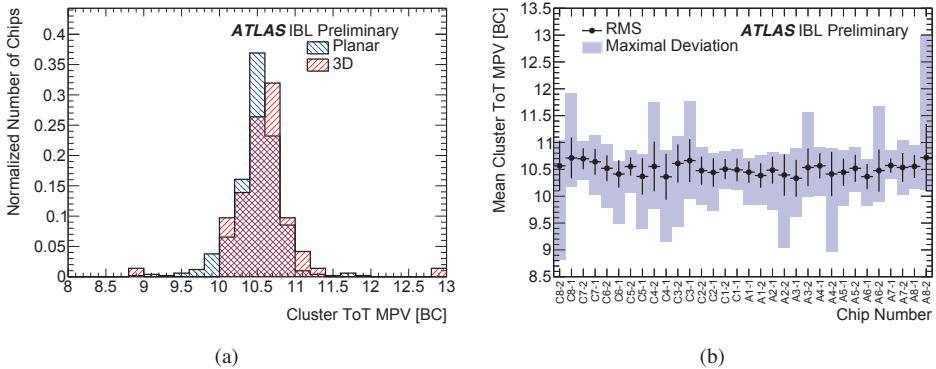 ATLAS IBL Preliminary
Planar
3D
Normalized Number of Chips
0.4
0.35
0.3
0.25
0.2
0.15
0.1
0.05
0
8 8.5 9 9.5 10 10.5 11 11.5 12 12.5 13
Cluster ToT MPV [BC]
(a)
RMS
ATLAS IBL Preliminary
Maximal Deviation
Mean Cluster ToT MPV [BC]
13.5
13
12.5
12
11.5
11
10.5
10
9.5
9
8.5
C8-2 C8-1 C7-2 C7-1 C6-2 C6-1 C5-2 C5-1 C4-2 C4-1 C3-2 C3-1 C2-2 C2-1 C1-2 C1-1 A1-1 A1-2 A2-1 A2-2 A3-1 A3-2 A4-1 A4-2 A5-1 A5-2 A6-1 A6-2 A7-1 A7-2 A8-1 A8-2
Chip Number
(b)